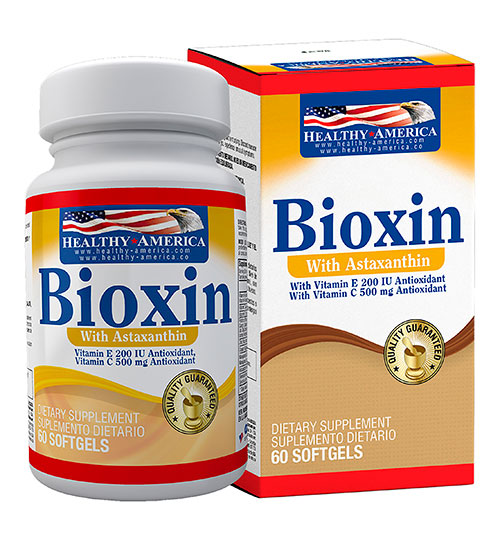 HEALTHY★AMERICA
www.healthy-america.com
www.healthy-america.co
Bioxin
With Astaxanthin
Vitamin E 200 IU Antioxidant,
Vitamin C 500 mg Antioxidant
QUALITY GUARANTEED
DIETARY SUPPLEMENT
SUPLEMENTO DIETARIO
60 SOFTGELS
HEALTHY★AMERICA
www.healthy-america.com
www.healthy-america.co
Bioxin
With Astaxanthin
With Vitamin E 200 IU Antioxidant
With Vitamin C 500 mg Antioxidant
QUALITY GUARANTEED
DIETARY SUPPLEMENT
SUPLEMENTO DIETARIO
60 SOFTGELS